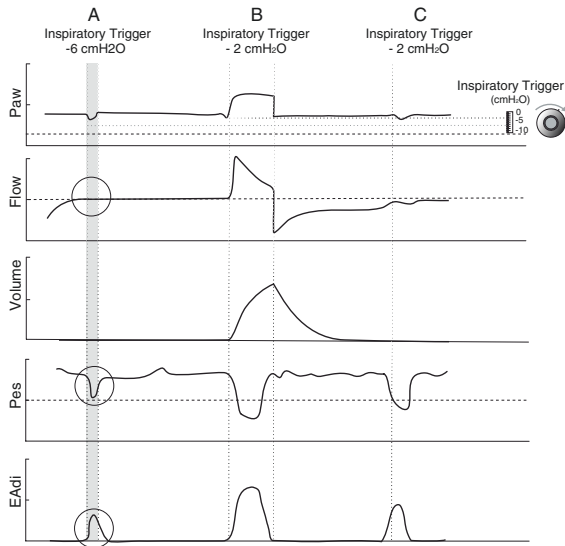 A
Inspiratory Trigger
-6 cmH2O
B
Inspiratory Trigger
- 2 cmH₂O
C
Inspiratory Trigger
- 2 cmH₂O
Inspiratory Trigger
(cmH₂O)
0
-5
-10
Paw
Flow
Volume
Pes
EAdi